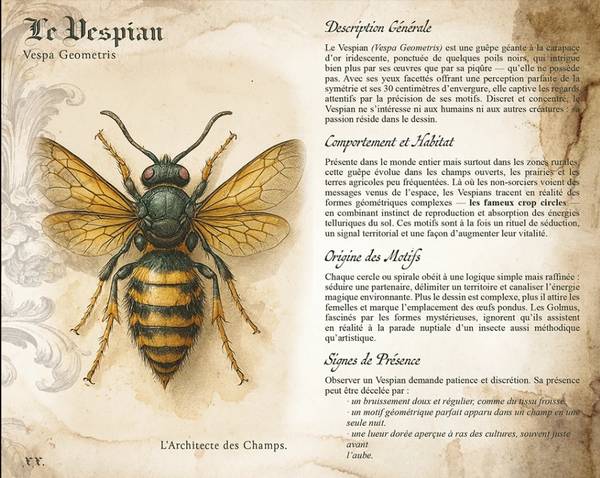 Le Vespian
Vespa Geometris
Description Générale
Le Vespian (Vespa Geometris) est une guêpe géante à la carapace
d'or iridescente, ponctuée de quelques poils noirs, qui intrigue
bien plus par ses œuvres que par sa piqûre — qu'elle ne possède
pas. Avec ses yeux facettés offrant une perception parfaite de la
symétrie et ses 30 centimètres d'envergure, elle captive les regards
attentifs par la précision de ses motifs. Discret et concentré, le
Vespian ne s'intéresse ni aux humains ni aux autres créatures : sa
passion réside dans le dessin.
Comportement et Habitat
Présente dans le monde entier mais surtout dans les zones rurales,
cette guêpe évolue dans les champs ouverts, les prairies et les
terres agricoles peu fréquentées. Là où les non-sorciers voient des
messages venus de l'espace, les Vespians tracent en réalité des
formes géométriques complexes — les fameux crop circles —
en combinant instinct de reproduction et absorption des énergies
telluriques du sol. Ces motifs sont à la fois un rituel de séduction,
un signal territorial et une façon d'augmenter leur vitalité.
Origine des Motifs
Chaque cercle ou spirale obéit à une logique simple mais raffinée :
séduire une partenaire, délimiter un territoire et canaliser l'énergie
magique environnante. Plus le dessin est complexe, plus il attire les
femelles et marque l'emplacement des œufs pondus. Les Golmus,
fascinés par les formes mystérieuses, ignorent qu'ils assistent
en réalité à la parade nuptiale d'un insecte aussi méthodique
qu'artistique.
Signes de Présence
Observer un Vespian demande patience et discrétion. Sa présence
peut être décelée par :
· un bruissement doux et régulier, comme du tissu froissé.
· un motif géométrique parfait apparu dans un champ en une
seule nuit.
· une lueur dorée aperçue à ras des cultures, souvent juste
avant
l'aube.
L'Architecte des Champs.